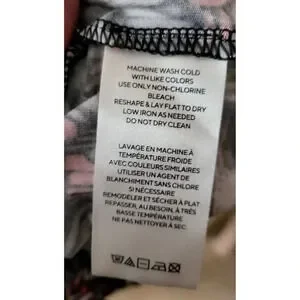 MACHINE WASH COLD
WITH LIKE COLORS
USE ONLY NON-CHLORINE
BLEACH
RESHAPE & LAY FLAT TO DRY
LOW IRON AS NEEDED
DO NOT DRY CLEAN
LAVAGE EN MACHINE À
TEMPÉRATURE FROIDE
AVEC COULEURS SIMILAIRES
UTILISER UN AGENT DE
BLANCHIMENT SANS CHLORE
SI NÉCESSAIRE
REMODELER ET SÉCHER À PLAT
REPASSER, AU BESOIN, À TRÈS
BASSE TEMPÉRATURE
NE PAS NETTOYER À SEC.